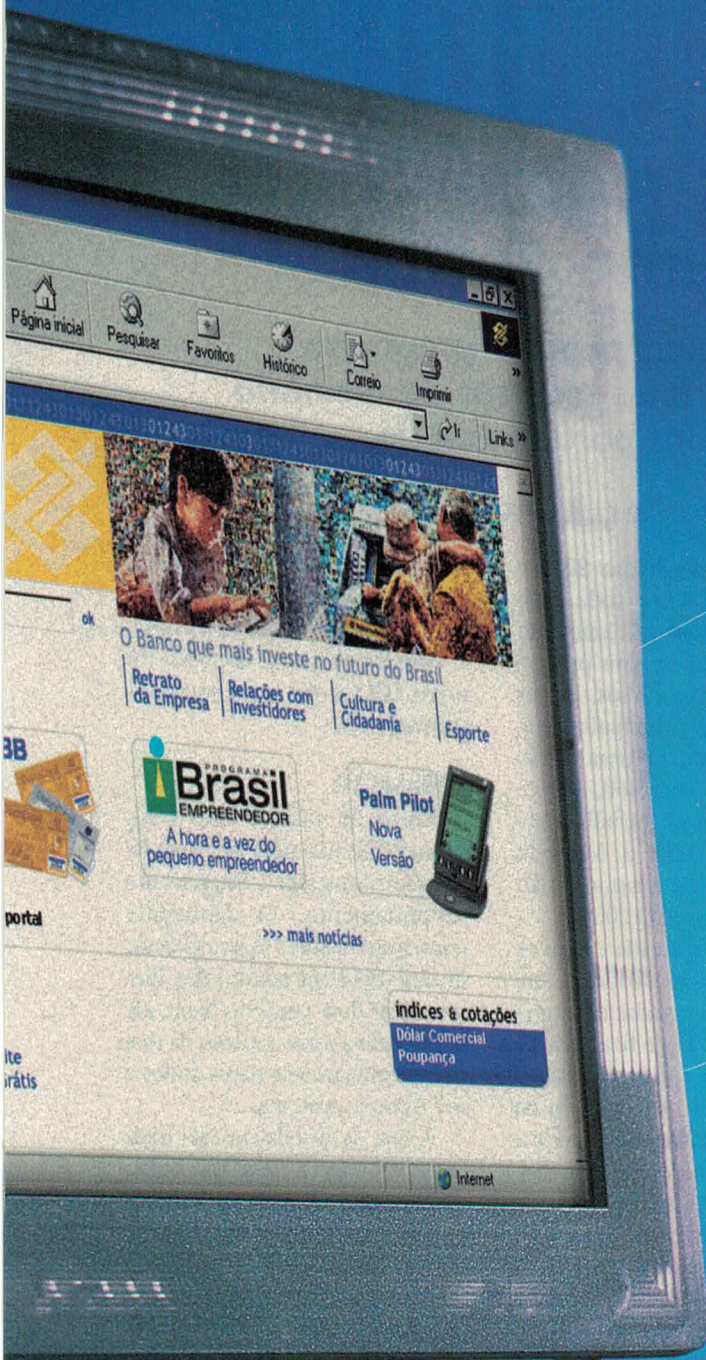 Página inicial
Pesquisar
Favoritos
Histórico
Correio
Imprimir
»
Ir
Links »
ok
O Banco que mais investe no futuro do Brasil
Retrato
da Empresa
Relações com
Investidores
Cultura e
Cidadania
Esporte
BB
PROGRAMA
Brasil
EMPREENDEDOR
A hora e a vez do
pequeno empreendedor
Palm Pilot
Nova
Versão
portal
>>> mais notícias
índices & cotações
Dólar Comercial
Poupança
Internet